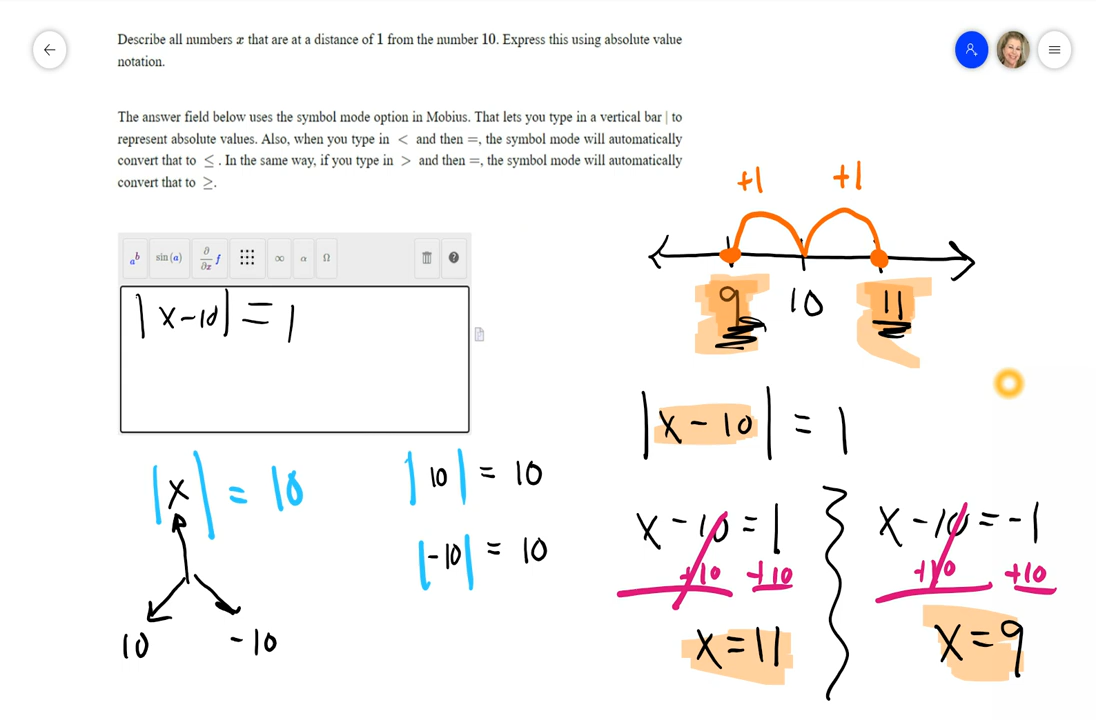 Describe all numbers x that are at a distance of 1 from the number 10. Express this using absolute value
notation.
The answer field below uses the symbol mode option in Mobius. That lets you type in a vertical bar | to
represent absolute values. Also, when you type in < and then =, the symbol mode will automatically
convert that to ≤ . In the same way, if you type in > and then =, the symbol mode will automatically
convert that to ≥.
+1 +1
a^b sin (a) ∂/∂x f ∞ α Ω ?
9 10 11
|x-10| = 1
|x - 10| = 1
|x| = 10
|10| = 10
|-10| = 10
10 -10
x - 10 = 1
+10 +10
x = 11
x - 10 = -1
+10 +10
x = 9